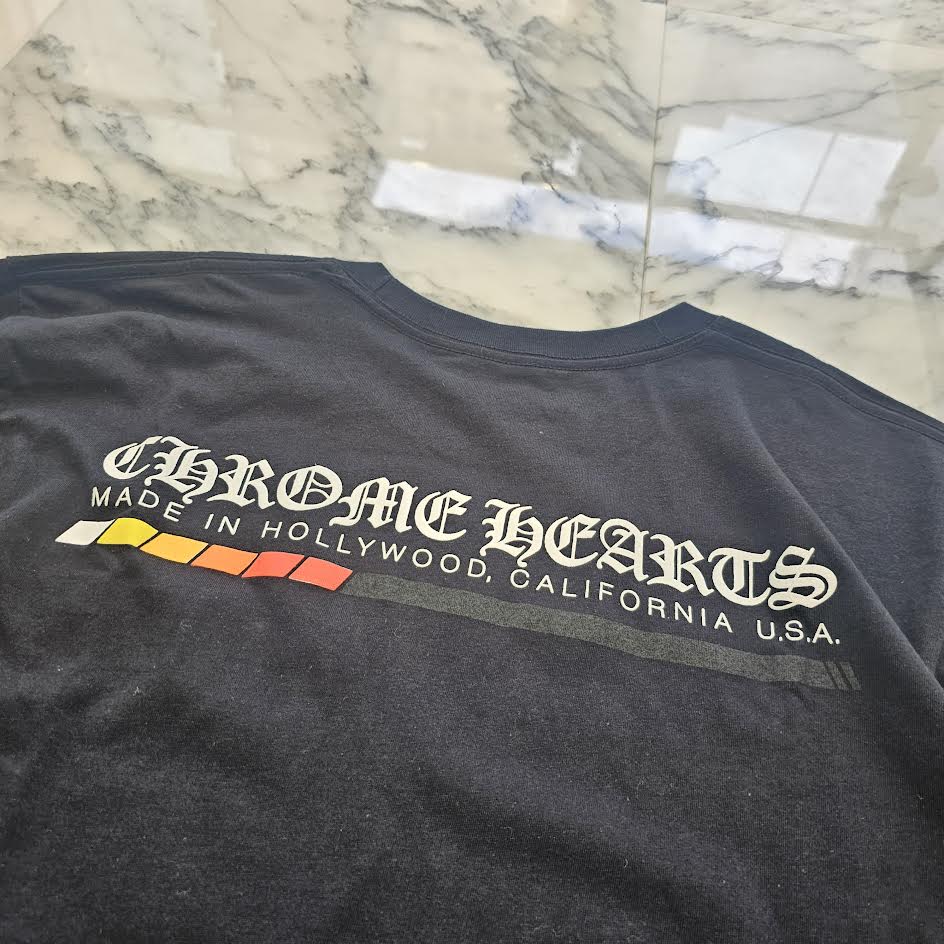 CHROME HEARTS
MADE IN HOLLYWOOD, CALIFORNIA U.S.A.